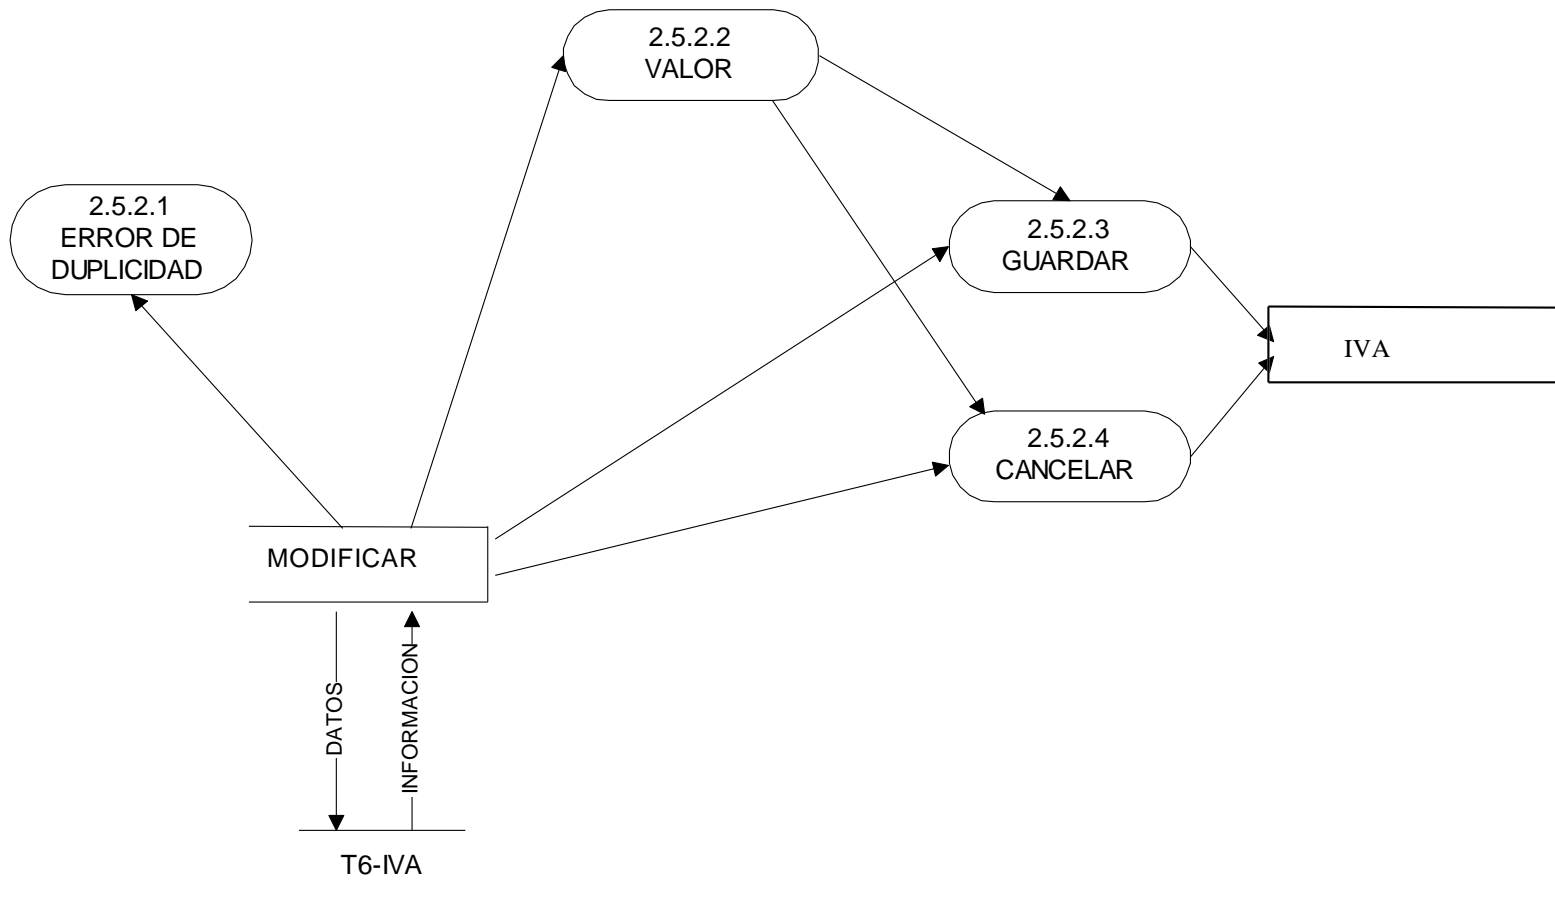 2.5.2.2
VALOR
2.5.2.1
ERROR DE
DUPLICIDAD
2.5.2.3
GUARDAR
IVA
2.5.2.4
CANCELAR
MODIFICAR
DATOS
INFORMACION
T6-IVA